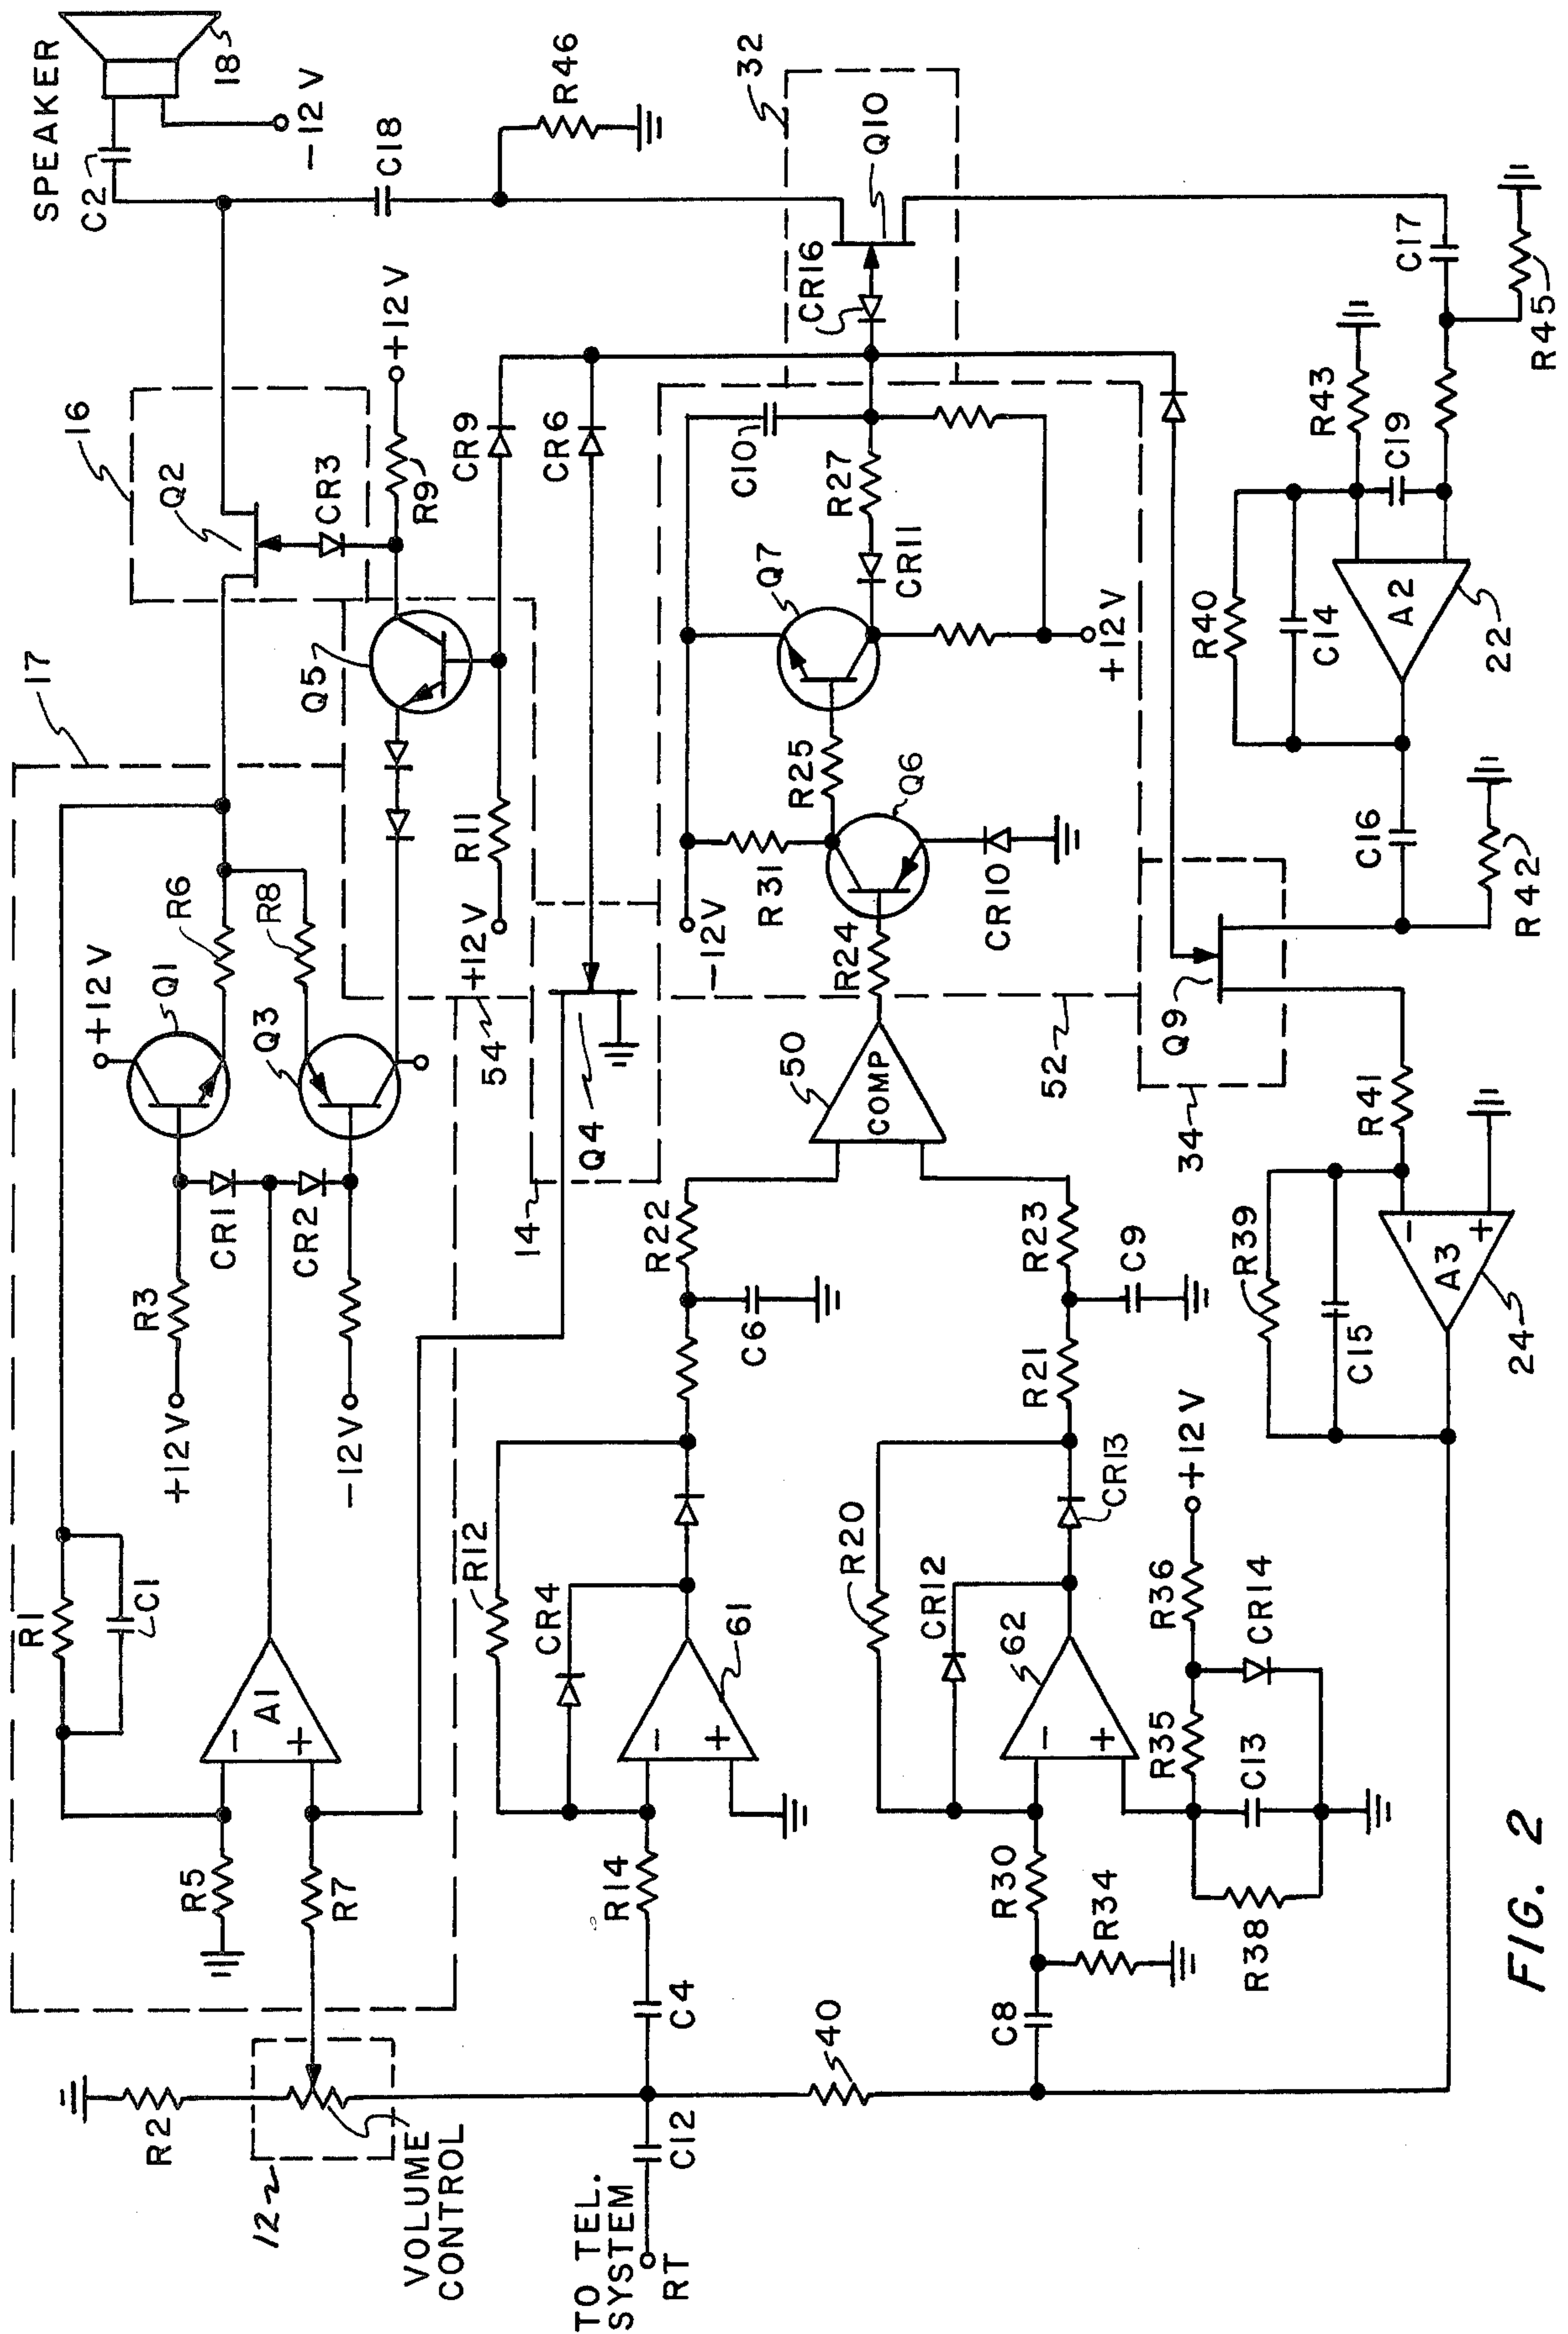 SPEAKER
C2
18
-12V
C18
R46
32
Q10
CR16
+12V
16
Q2
CR3
R9
CR9
CR6
C10
R27
CR11
Q7
+12V
R43
C19
C17
R45
R40
C14
A2
22
17
Q5
R11
+12V
R31
R25
Q6
-12V
R24
CR10
C16
R42
Q9
34
R6
R8
+12V
Q1
Q3
54
Q4
14
50
COMP
52
R41
CR1
CR2
R3
+12V
-12V
R22
C6
R23
C9
R21
R39
C15
A3
-
+
24
R1
C1
A1
-
+
R5
R7
R12
CR4
61
-
+
R14
C4
R20
CR12
CR13
62
-
+
R30
R34
C8
+12V
R36
CR14
R35
C13
R38
40
R2
12
VOLUME
CONTROL
C12
TO TEL.
SYSTEM
RT
FIG. 2